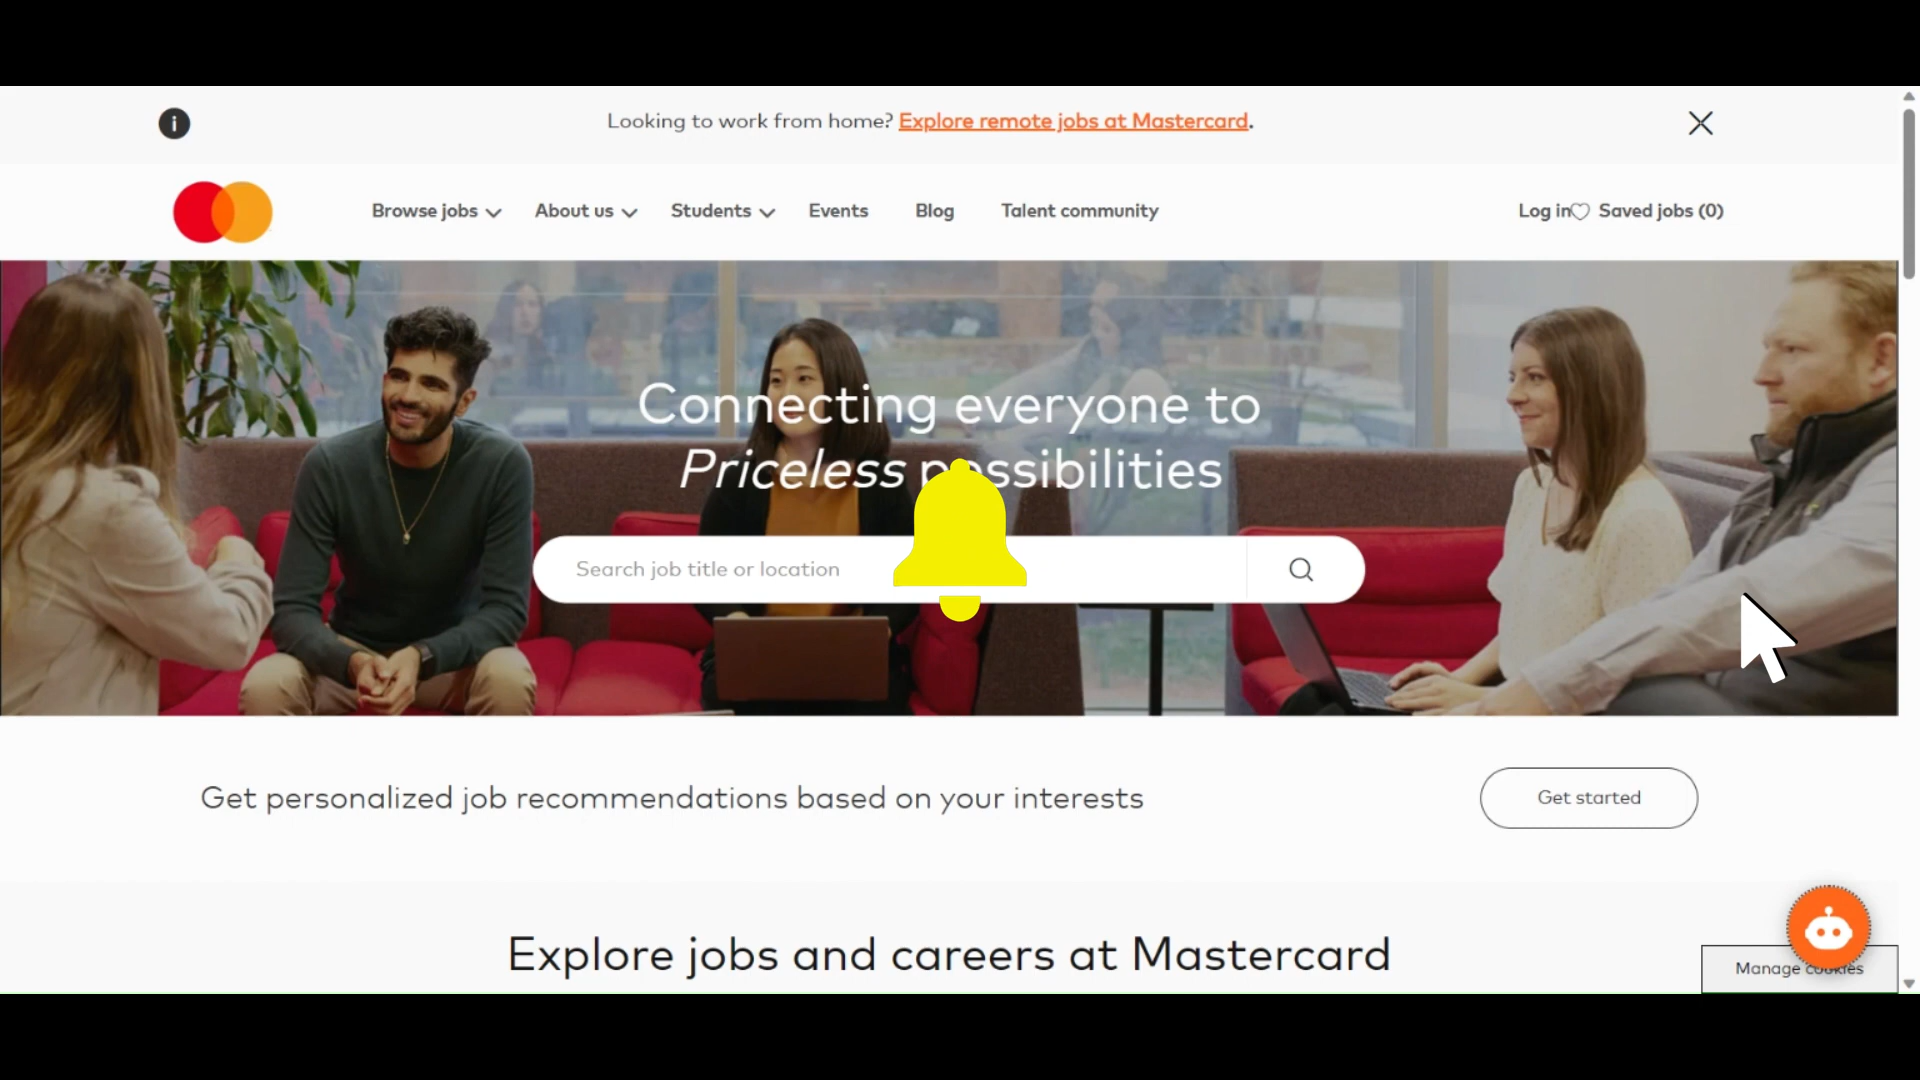 Looking to work from home? Explore remote jobs at Mastercard.
Browse jobs
About us
Students
Events
Blog
Talent community
Log in
Saved jobs (0)
Connecting everyone to
Priceless possibilities
Search job title or location
Get personalized job recommendations based on your interests
Get started
Explore jobs and careers at Mastercard
Manage cookies